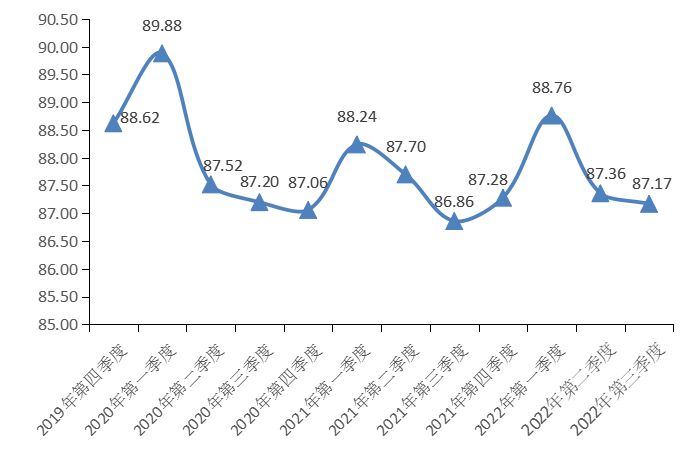 90.50
90.00
89.50
89.00
88.50
88.00
87.50
87.00
86.50
86.00
85.50
85.00
88.62
89.88
87.52
87.20
87.06
88.24
87.70
86.86
87.28
88.76
87.36
87.17
2019年第四季度
2020年第一季度
2020年第二季度
2020年第三季度
2020年第四季度
2021年第一季度
2021年第二季度
2021年第三季度
2021年第四季度
2022年第一季度
2022年第二季度
2022年第三季度